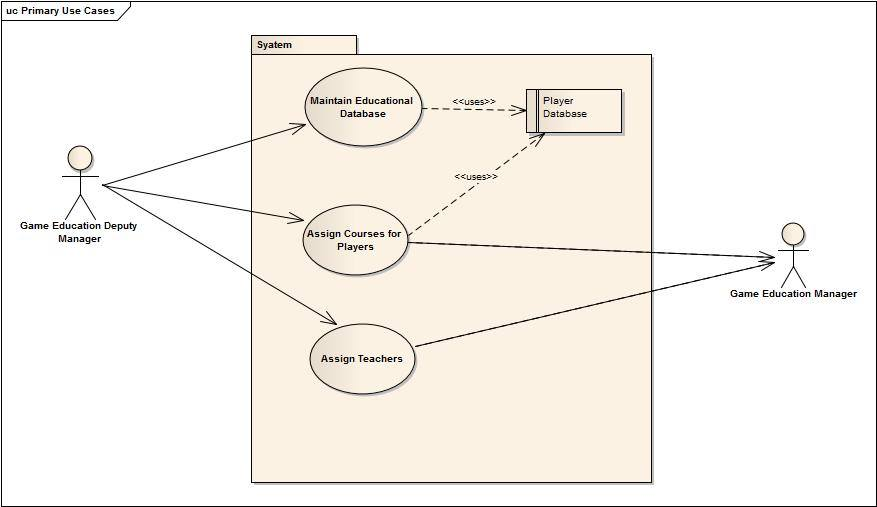 uc Primary Use Cases
Syatem
Maintain Educational
Database
<<uses>>
Player
Database
<<uses>>
Game Education Deputy
Manager
Assign Courses for
Players
Game Education Manager
Assign Teachers